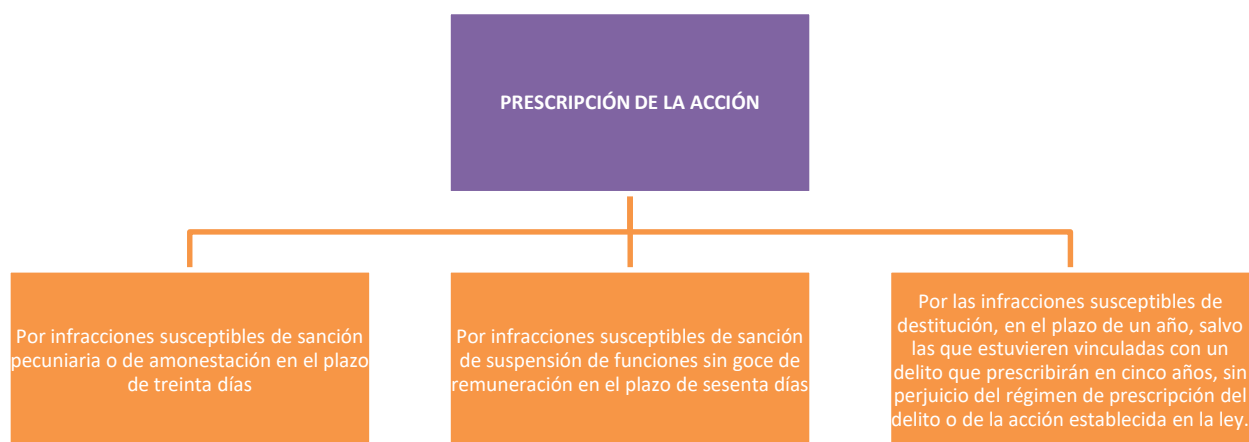 PRESCRIPCIÓN DE LA ACCIÓN
Por infracciones susceptibles de sanción
pecuniaria o de amonestación en el plazo
de treinta días
Por infracciones susceptibles de sanción
de suspensión de funciones sin goce de
remuneración en el plazo de sesenta días
Por las infracciones susceptibles de
destitución, en el plazo de un año, salvo
las que estuvieren vinculadas con un
delito que prescribirán en cinco años, sin
perjuicio del régimen de prescripción del
delito o de la acción establecida en la ley.